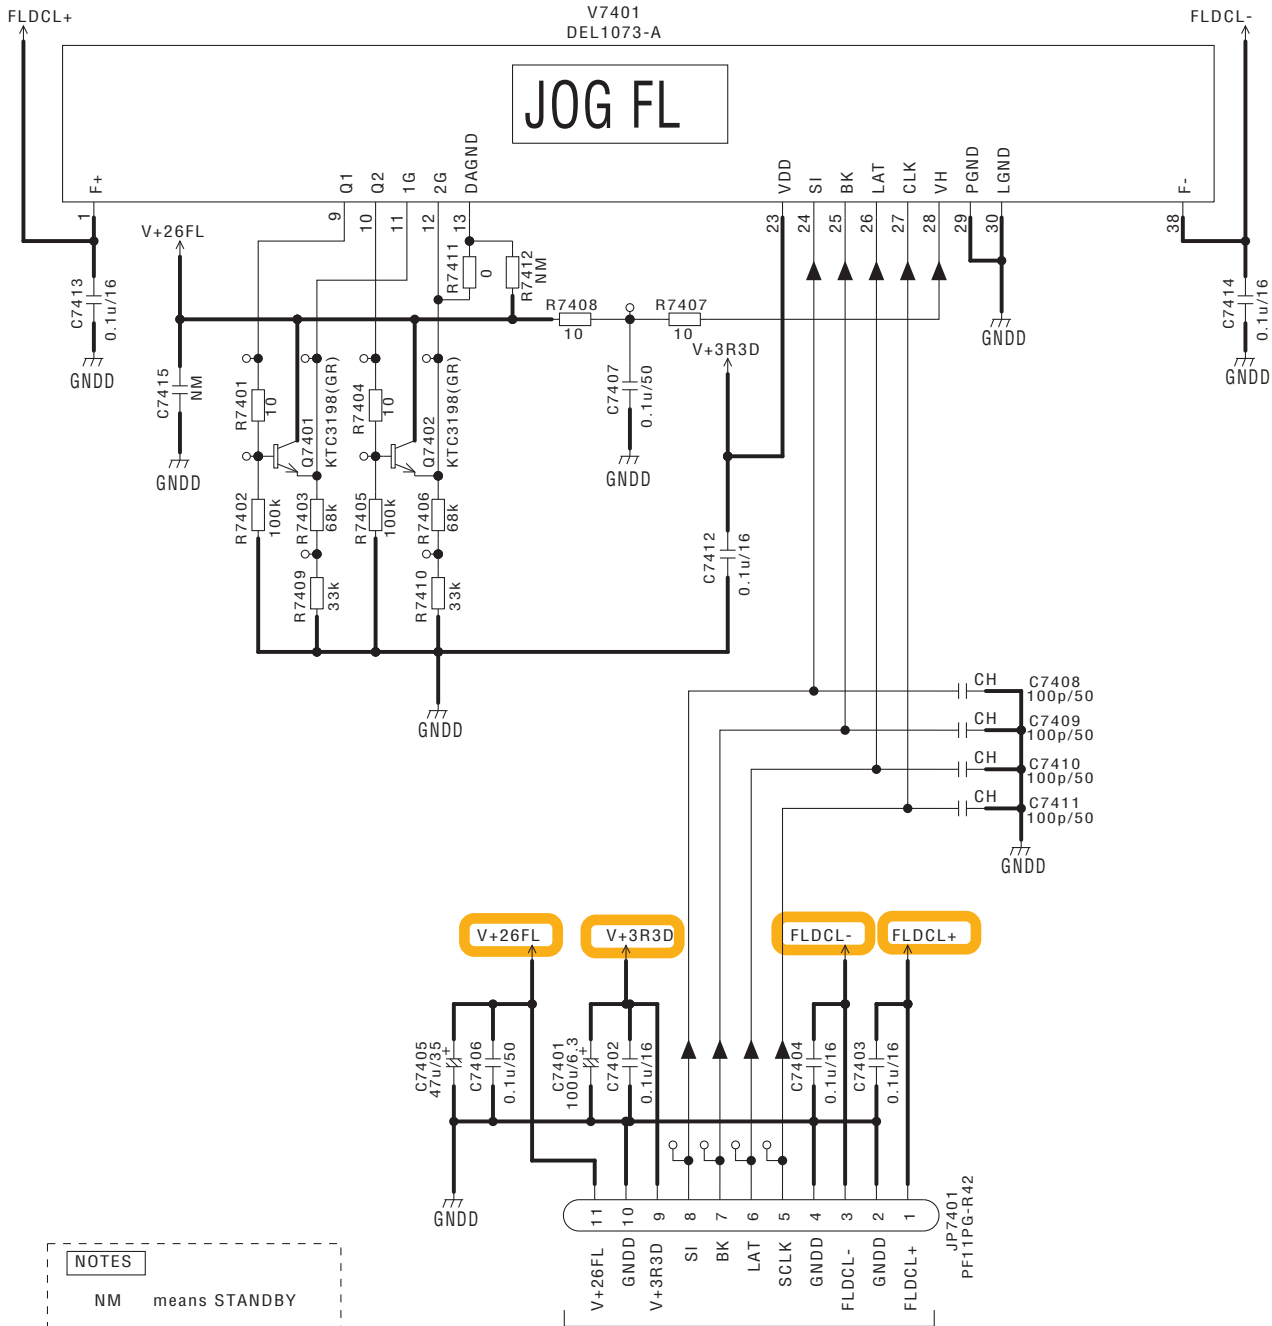 FLDCL+
V7401
DEL1073-A
FLDCL-
JOG FL
F+
Q1
Q2
1G
2G
DAGND
VDD
SI
BK
LAT
CLK
VH
PGND
LGND
F-
1
9
10
11
12
13
23
24
25
26
27
28
29
30
38
V+26FL
C7413
0.1u/16
GNDD
R7411
0
R7412
NM
R7408
10
R7407
10
C7414
0.1u/16
GNDD
GNDD
V+3R3D
C7415
NM
GNDD
R7401
10
Q7401
KTC3198(GR)
R7404
10
Q7402
KTC3198(GR)
C7407
0.1u/50
GNDD
R7402
100k
R7403
68k
R7405
100k
R7406
68k
C7412
0.1u/16
R7409
33k
R7410
33k
GNDD
CH
C7408
100p/50
CH
C7409
100p/50
CH
C7410
100p/50
CH
C7411
100p/50
GNDD
V+26FL
V+3R3D
FLDCL-
FLDCL+
C7405
47u/35
+
C7406
0.1u/50
C7401
100u/6.3
+
C7402
0.1u/16
C7404
0.1u/16
C7403
0.1u/16
GNDD
11
10
9
8
7
6
5
4
3
2
1
JP7401
PF11PG-R42
V+26FL
GNDD
V+3R3D
SI
BK
LAT
SCLK
GNDD
FLDCL-
GNDD
FLDCL+
NOTES
NM means STANDBY